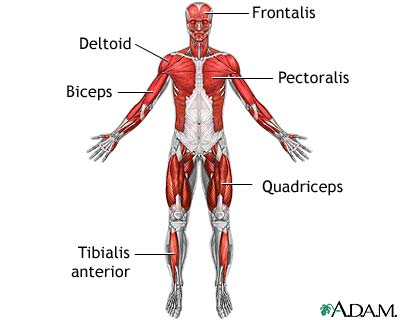 Frontalis
Deltoid
Pectoralis
Biceps
Quadriceps
Tibialis
anterior
A.D.A.M.